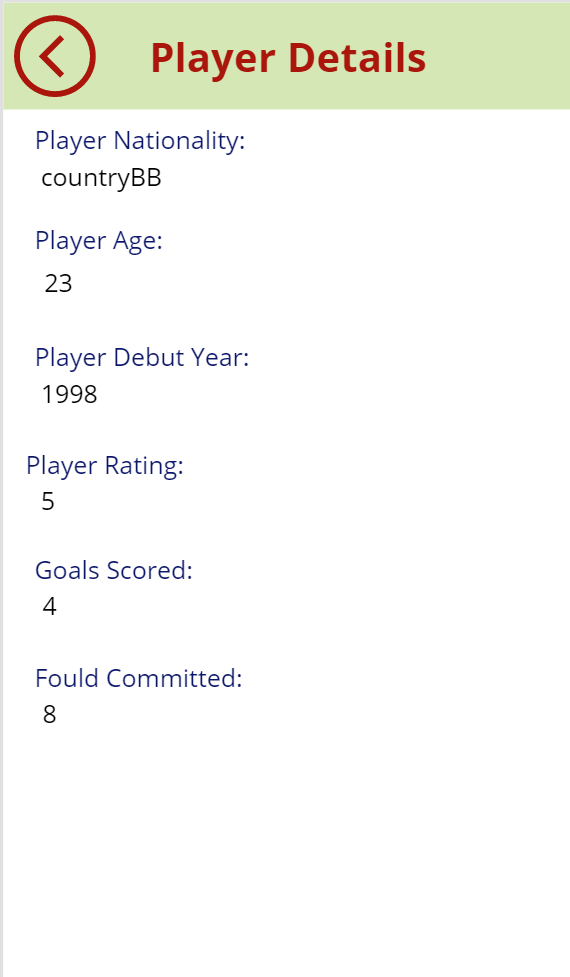 Player Details
Player Nationality:
countryBB
Player Age:
23
Player Debut Year:
1998
Player Rating:
5
Goals Scored:
4
Fould Committed:
8